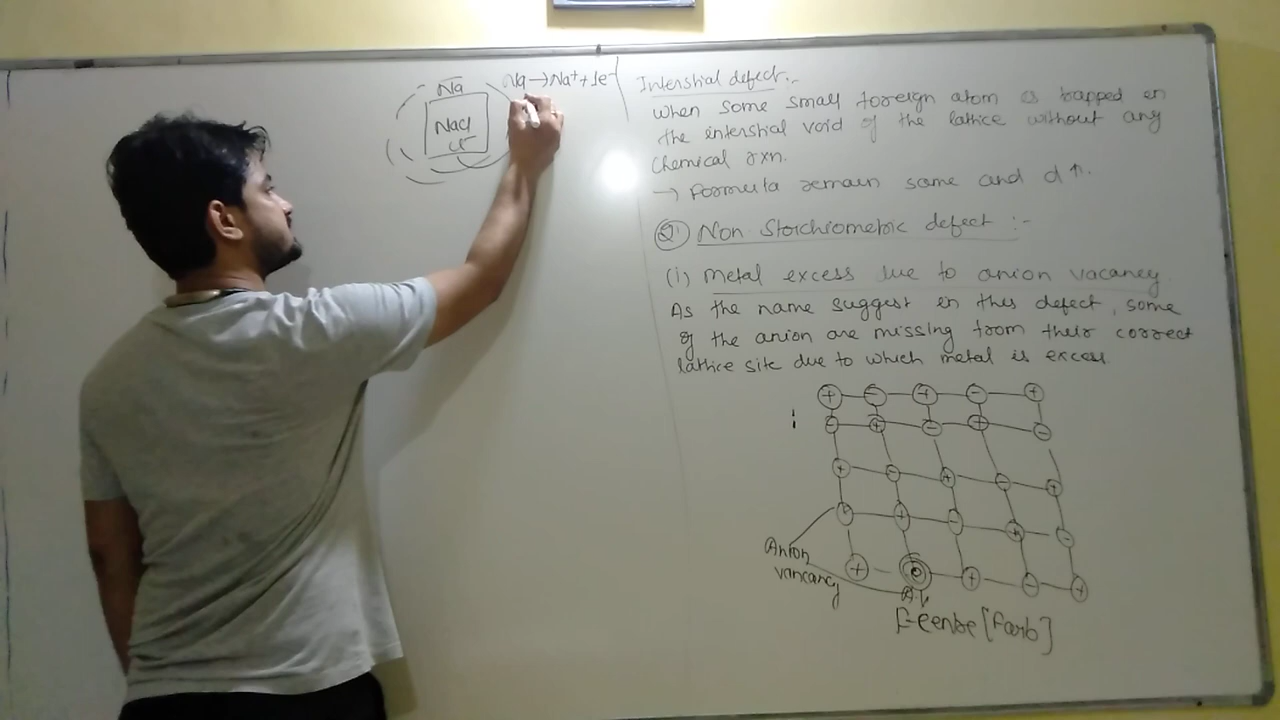 Na
Na → Na⁺ + 1e⁻
NaCl
Cl⁻
Interstial defect:-
When some small foreign atom is trapped in
the interstial void of the lattice without any
Chemical rxn.
→ Formula remain same and d↑.
② Non Stoichiometric defect :-
(i) Metal excess due to anion vacancy
As the name suggest in this defect, some
of the anion are missing from their correct
lattice site due to which metal is excess
+ - + - +
- + - + -
+ - + - +
+ - + -
+ e⁻ + - +
Anion
vancancy
A.V
F-centre [Farb]